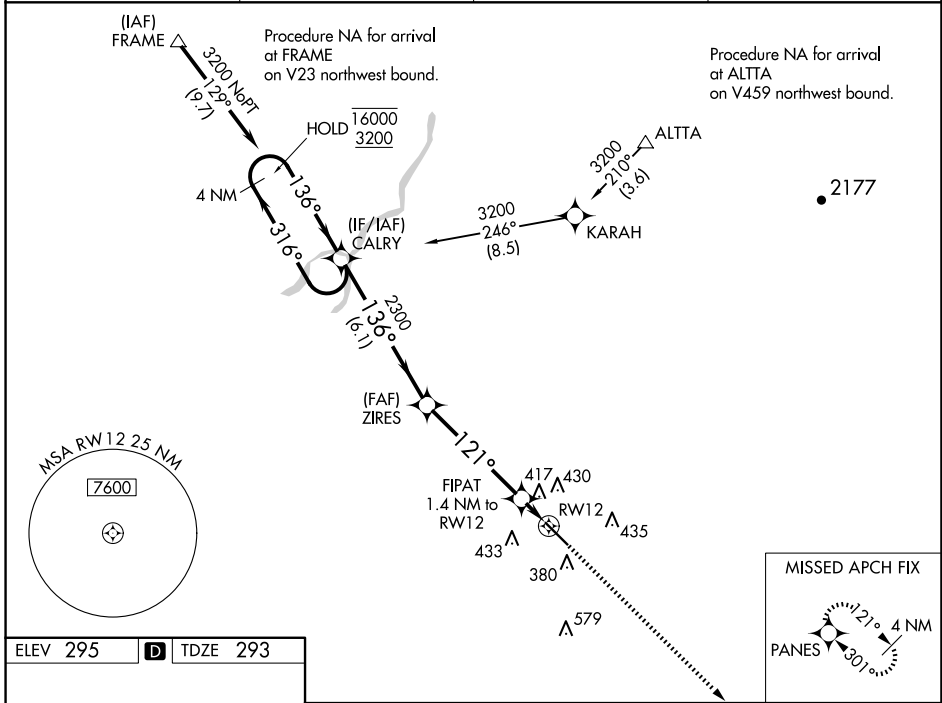 (IAF)
FRAME
3200 NoPT
129°
(9.7)
Procedure NA for arrival
at FRAME
on V23 northwest bound.
Procedure NA for arrival
at ALTTA
on V459 northwest bound.
HOLD 16000
3200
4 NM
136°
316°
(IF/IAF)
CALRY
ALTTA
3200
210°
(3.6)
3200
246°
(8.5)
KARAH
2177
2300
136°
(6.1)
(FAF)
ZIRES
121°
FIPAT
1.4 NM to
RW12
417
430
RW12
435
433
380
579
MSA RW12 25 NM
7600
MISSED APCH FIX
121°
4 NM
PANES
301°
ELEV 295 D TDZE 293